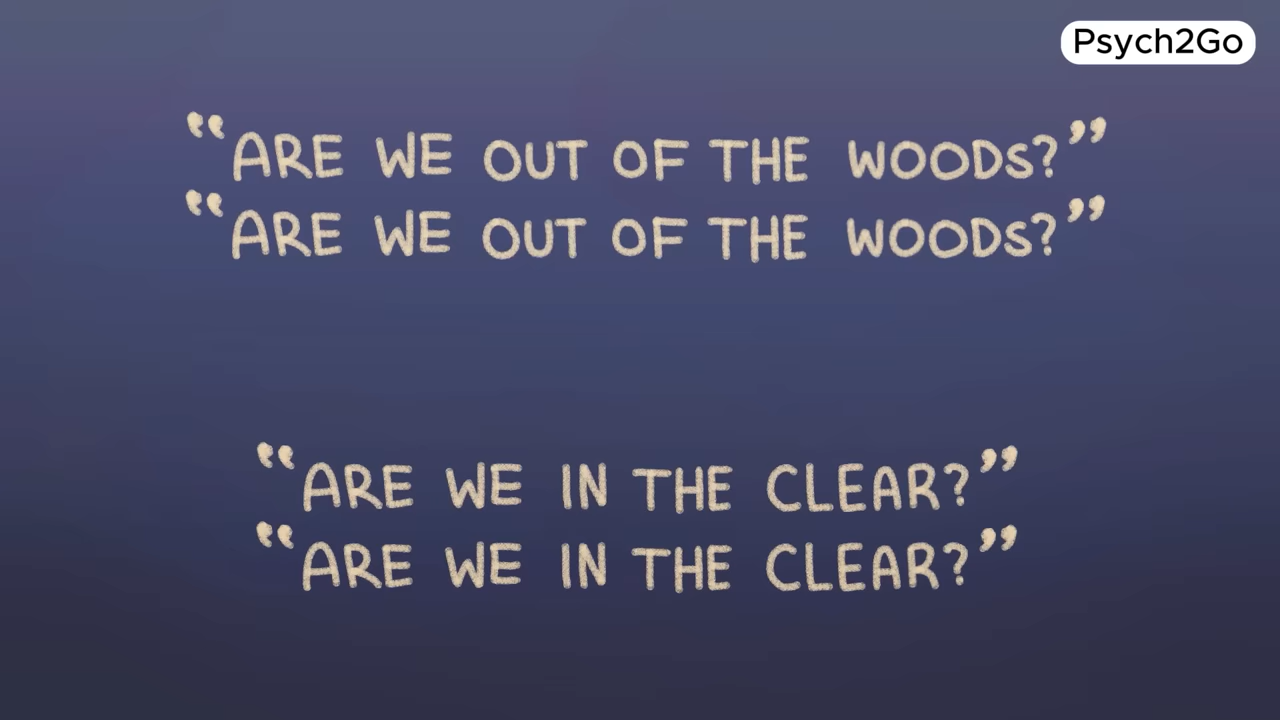 Psych2Go
“ARE WE OUT OF THE WOODS?”
“ARE WE OUT OF THE WOODS?”
“ARE WE IN THE CLEAR?”
“ARE WE IN THE CLEAR?”